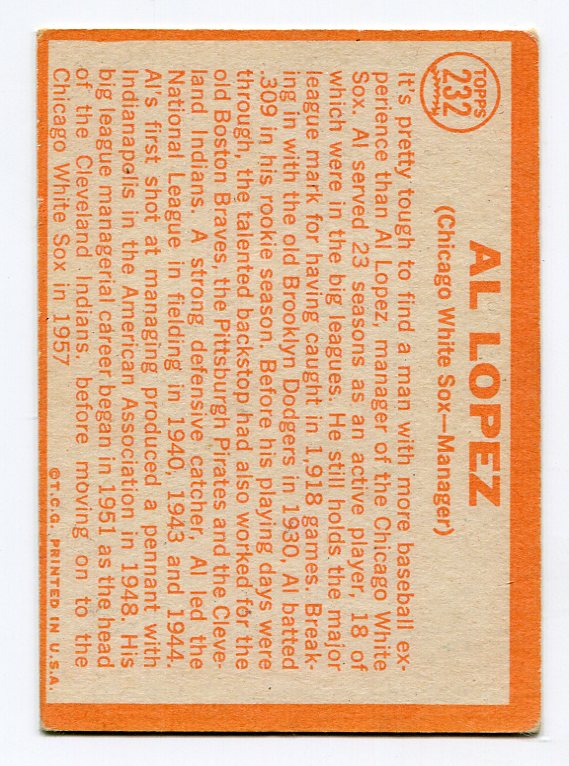 TOPPS
232
AL LOPEZ
(Chicago White Sox—Manager)
It's pretty tough to find a man with more baseball ex-
perience than Al Lopez, manager of the Chicago White
Sox. Al served 23 seasons as an active player, 18 of
which were in the big leagues. He still holds the major
league mark for having caught in 1,918 games. Break-
ing in with the old Brooklyn Dodgers in 1930, Al batted
.309 in his rookie season. Before his playing days were
through, the talented backstop had also worked for the
old Boston Braves, the Pittsburgh Pirates and the Cleve-
land Indians. A strong defensive catcher, Al led the
National League in fielding in 1940, 1943 and 1944.
Al's first shot at managing produced a pennant with
Indianapolis in the American Association in 1948. His
big league managerial career began in 1951 as the head
of the Cleveland Indians before moving on to the
Chicago White Sox in 1957
©T.C.G. PRINTED IN U.S.A.